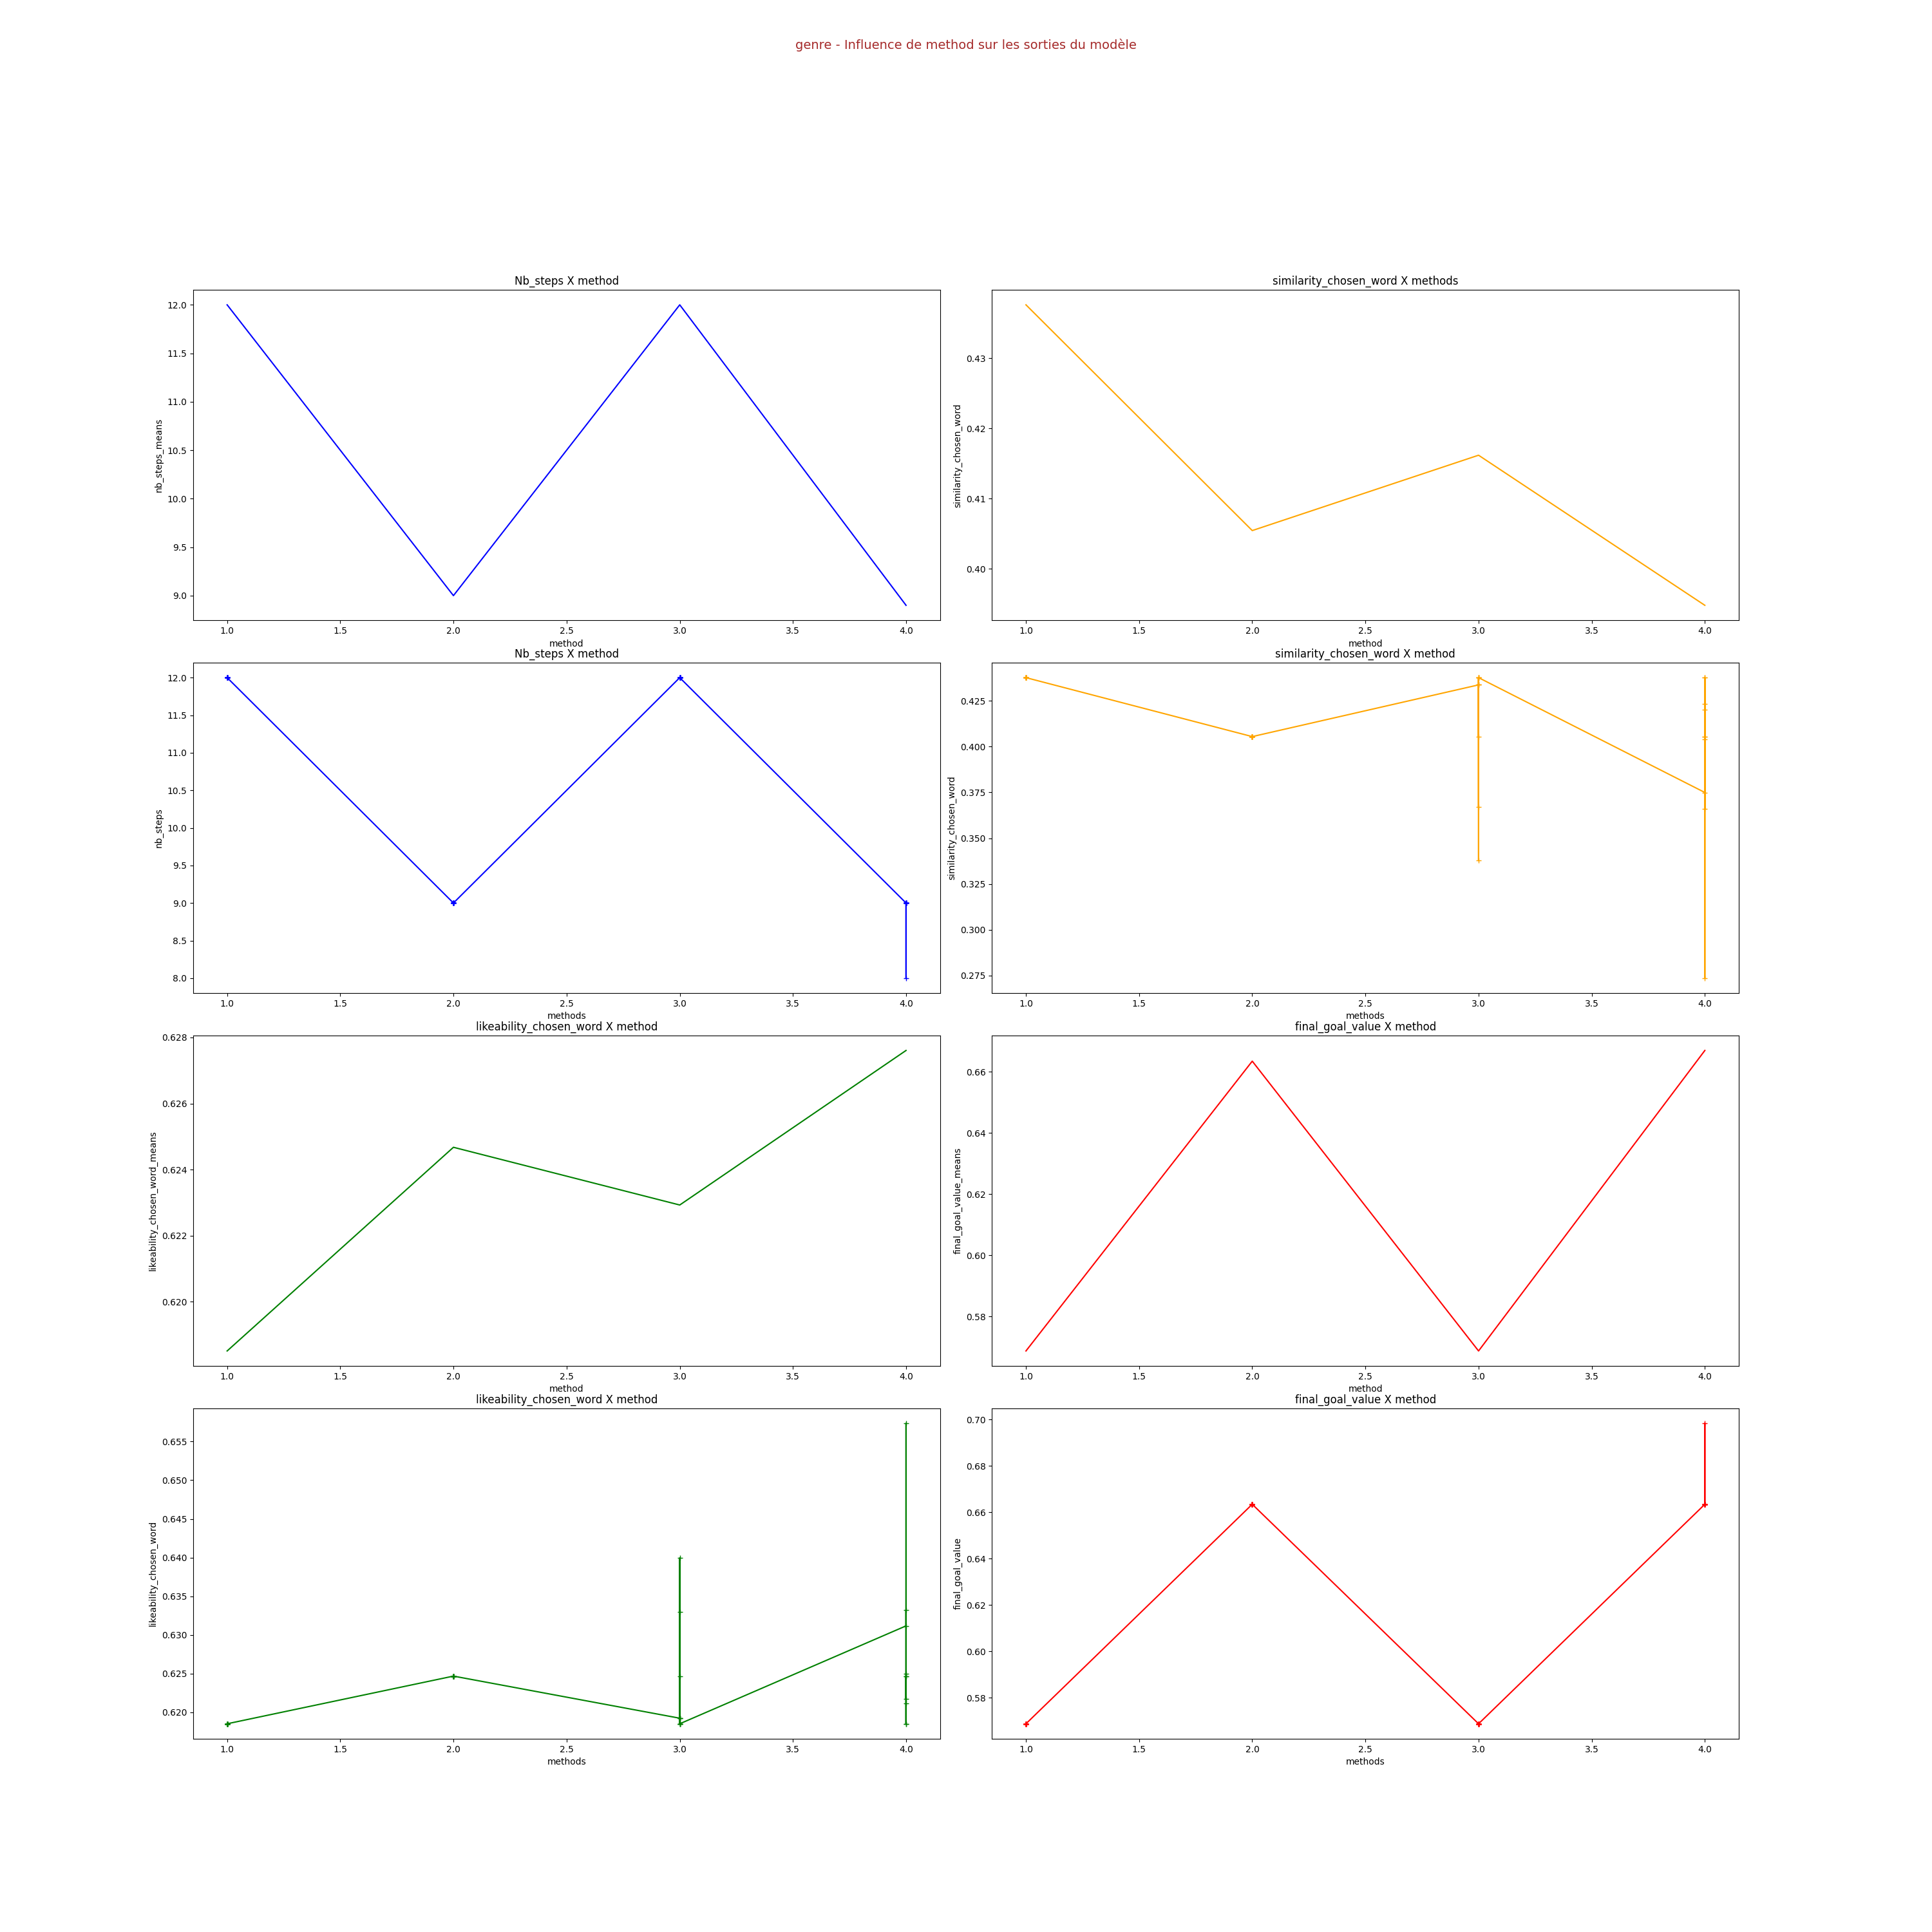 genre - Influence de method sur les sorties du modèle
Nb_steps X method
12.0
11.5
11.0
10.5
10.0
9.5
9.0
nb_steps_means
1.0 1.5 2.0 2.5 3.0 3.5 4.0
method
similarity_chosen_word X methods
0.43
0.42
0.41
0.40
similarity_chosen_word
1.0 1.5 2.0 2.5 3.0 3.5 4.0
method
Nb_steps X method
12.0
11.5
11.0
10.5
10.0
9.5
9.0
8.5
8.0
nb_steps
1.0 1.5 2.0 2.5 3.0 3.5 4.0
methods
similarity_chosen_word X method
0.425
0.400
0.375
0.350
0.325
0.300
0.275
similarity_chosen_word
1.0 1.5 2.0 2.5 3.0 3.5 4.0
methods
likeability_chosen_word X method
0.628
0.626
0.624
0.622
0.620
likeability_chosen_word_means
1.0 1.5 2.0 2.5 3.0 3.5 4.0
method
final_goal_value X method
0.66
0.64
0.62
0.60
0.58
final_goal_value_means
1.0 1.5 2.0 2.5 3.0 3.5 4.0
method
likeability_chosen_word X method
0.655
0.650
0.645
0.640
0.635
0.630
0.625
0.620
likeability_chosen_word
1.0 1.5 2.0 2.5 3.0 3.5 4.0
methods
final_goal_value X method
0.70
0.68
0.66
0.64
0.62
0.60
0.58
final_goal_value
1.0 1.5 2.0 2.5 3.0 3.5 4.0
methods